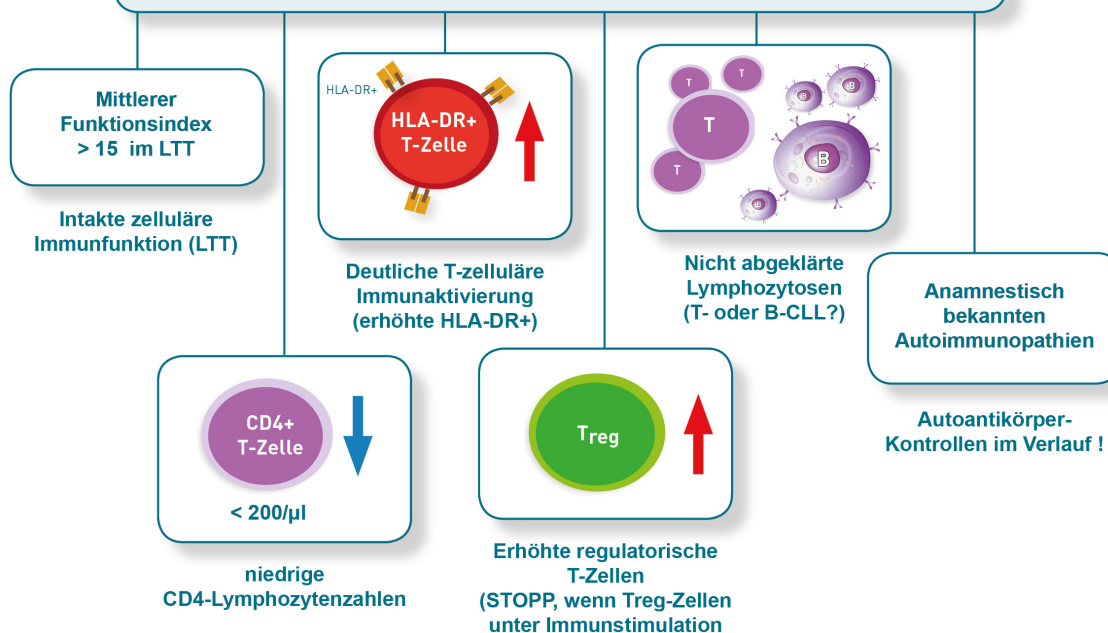 Mittlerer
Funktionsindex
> 15 im LTT
Intakte zelluläre
Immunfunktion (LTT)
HLA-DR+
HLA-DR+
T-Zelle
Deutliche T-zelluläre
Immunaktivierung
(erhöhte HLA-DR+)
T
T
T
T
B
B
B
B
Nicht abgeklärte
Lymphozytosen
(T- oder B-CLL?)
Anamnestisch
bekannten
Autoimmunopathien
Autoantikörper-
Kontrollen im Verlauf !
CD4+
T-Zelle
< 200/µl
niedrige
CD4-Lymphozytenzahlen
Treg
Erhöhte regulatorische
T-Zellen
(STOPP, wenn Treg-Zellen
unter Immunstimulation